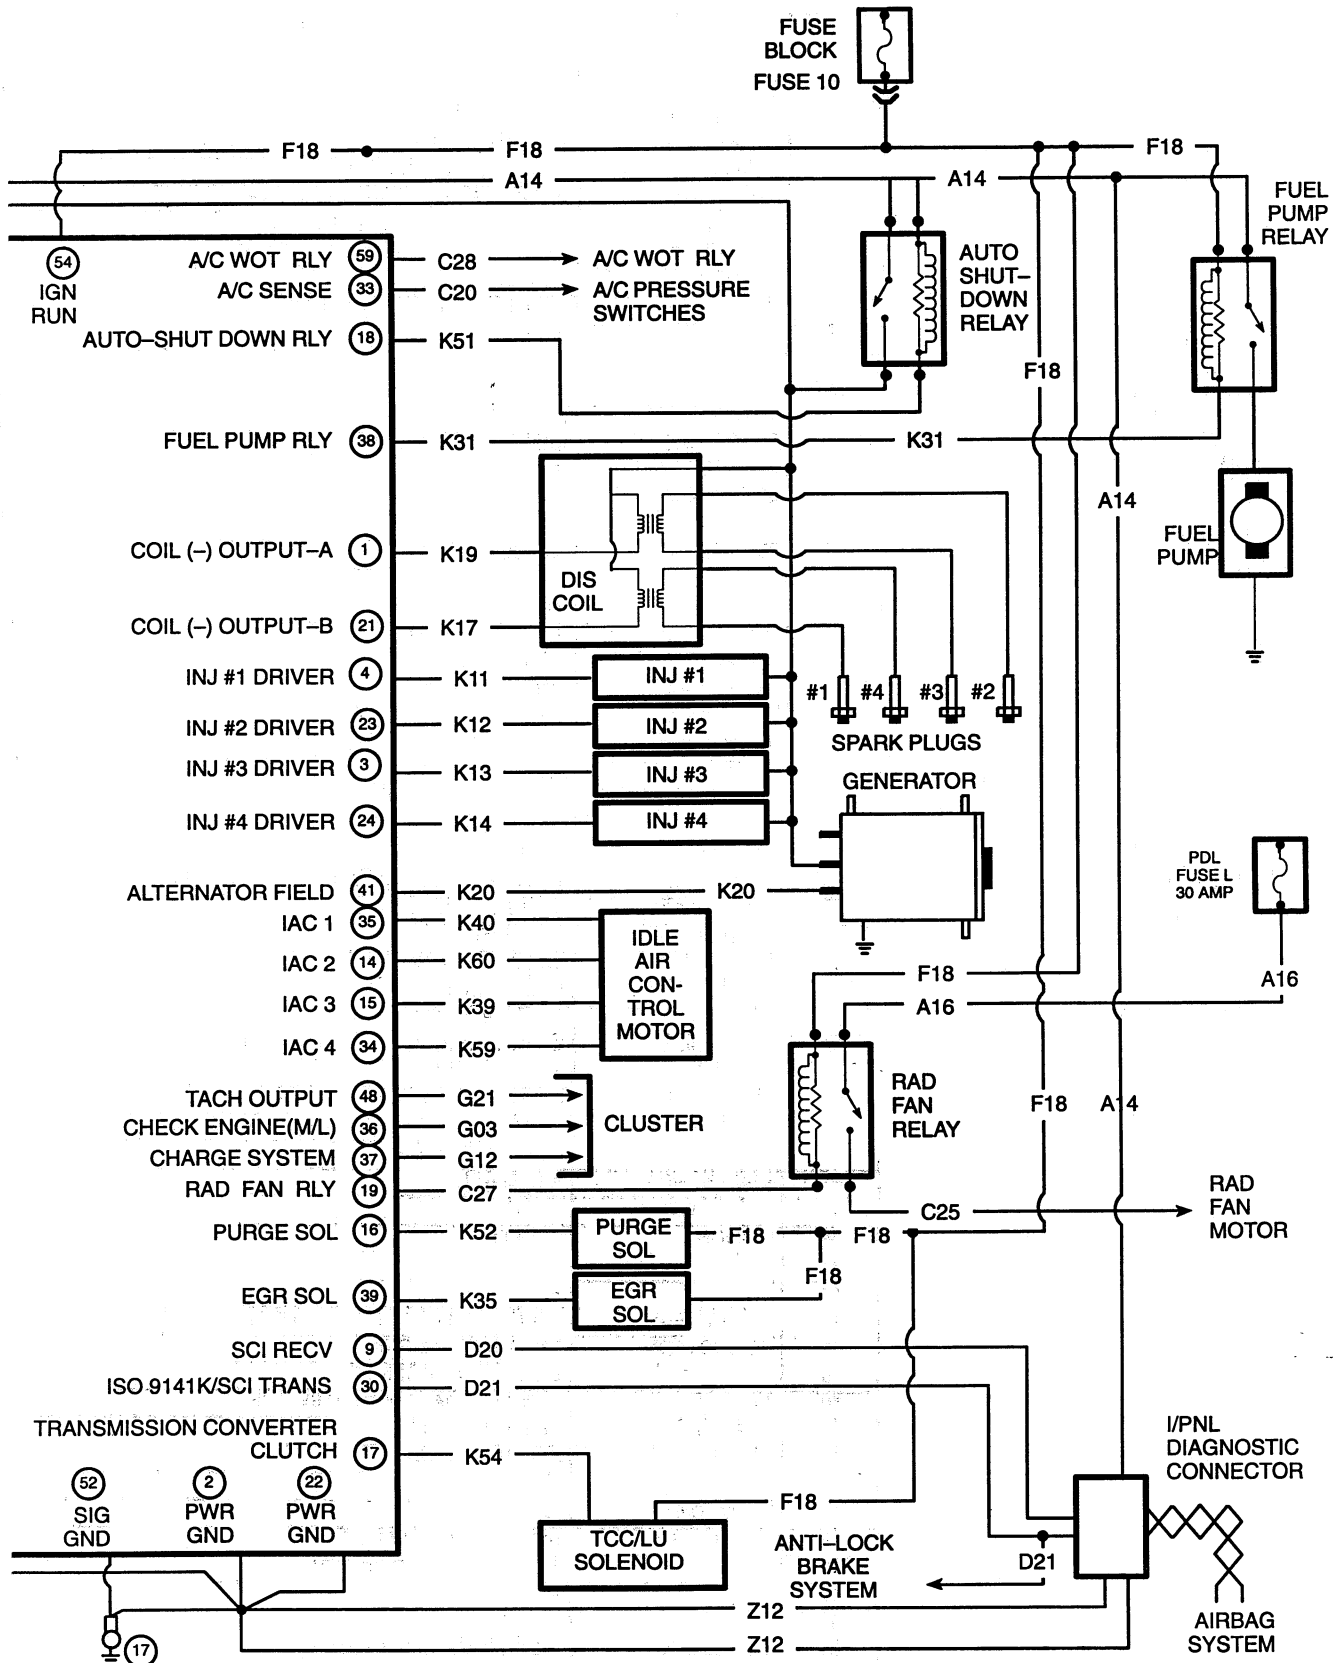 FUSE
BLOCK
FUSE 10
F18
F18
F18
A14
A14
FUEL
PUMP
RELAY
54
IGN
RUN
A/C WOT RLY 59 C28 A/C WOT RLY
A/C SENSE 33 C20 A/C PRESSURE
SWITCHES
AUTO
SHUT–
DOWN
RELAY
AUTO–SHUT DOWN RLY 18 K51
F18
FUEL PUMP RLY 38 K31 K31
A14
FUEL
PUMP
COIL (–) OUTPUT–A 1 K19
DIS
COIL
COIL (–) OUTPUT–B 21 K17
INJ #1 DRIVER 4 K11 INJ #1
#1 #4 #3 #2
SPARK PLUGS
INJ #2 DRIVER 23 K12 INJ #2
INJ #3 DRIVER 3 K13 INJ #3
GENERATOR
INJ #4 DRIVER 24 K14 INJ #4
PDL
FUSE L
30 AMP
ALTERNATOR FIELD 41 K20 K20
IAC 1 35 K40
IAC 2 14 K60
IAC 3 15 K39
IAC 4 34 K59
IDLE
AIR
CON-
TROL
MOTOR
F18
A16
A16
RAD
FAN
RELAY
TACH OUTPUT 48 G21
CHECK ENGINE(M/L) 36 G03
CHARGE SYSTEM 37 G12
CLUSTER
F18
A14
RAD FAN RLY 19 C27
C25
RAD
FAN
MOTOR
PURGE SOL 16 K52
PURGE
SOL
F18
F18
F18
EGR SOL 39 K35
EGR
SOL
SCI RECV 9 D20
ISO 9141K/SCI TRANS 30 D21
TRANSMISSION CONVERTER
CLUTCH 17 K54
I/PNL
DIAGNOSTIC
CONNECTOR
52
SIG
GND
2
PWR
GND
22
PWR
GND
F18
TCC/LU
SOLENOID
ANTI–LOCK
BRAKE
SYSTEM
D21
Z12
Z12
17
AIRBAG
SYSTEM